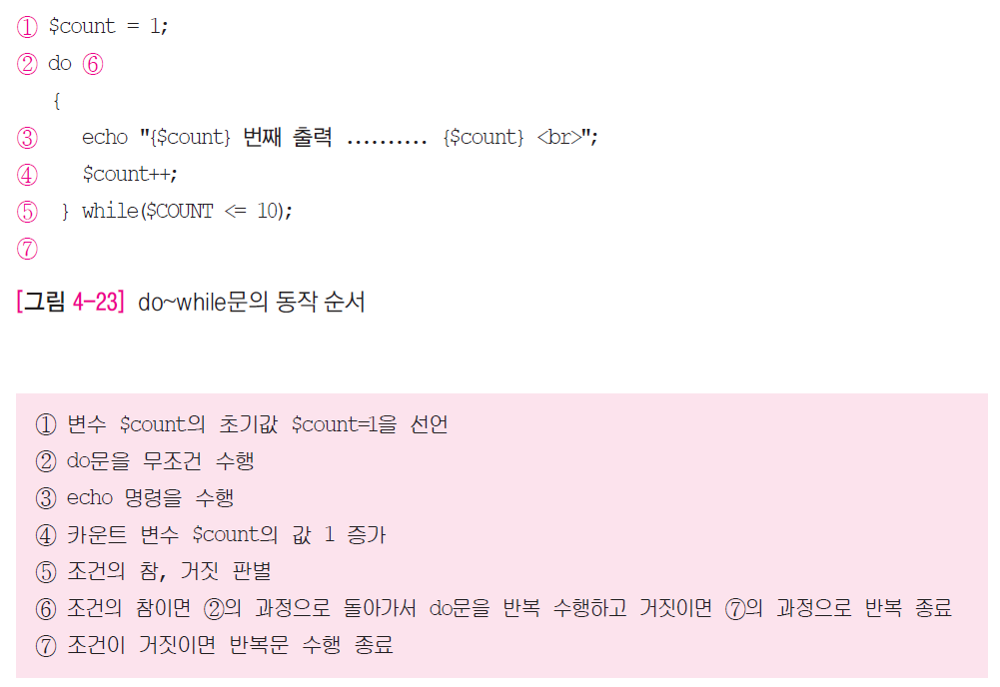 ① $count = 1;
② do ⑥
{
③ echo "{$count} 번째 출력 .......... {$count} <br>";
④ $count++;
⑤ } while($COUNT <= 10);
⑦
[그림 4-23] do~while문의 동작 순서
① 변수 $count의 초기값 $count=1을 선언
② do문을 무조건 수행
③ echo 명령을 수행
④ 카운트 변수 $count의 값 1 증가
⑤ 조건의 참, 거짓 판별
⑥ 조건의 참이면 ②의 과정으로 돌아가서 do문을 반복 수행하고 거짓이면 ⑦의 과정으로 반복 종료
⑦ 조건이 거짓이면 반복문 수행 종료